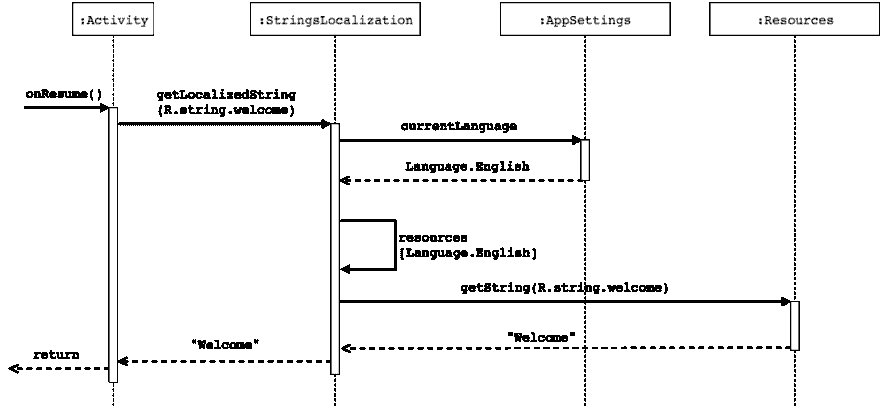 :Activity
:StringsLocalization
:AppSettings
:Resources
onResume()
getLocalizedString
(R.string.welcome)
currentLanguage
Language.English
resources
[Language.English]
getString(R.string.welcome)
"Welcome"
"Welcome"
return